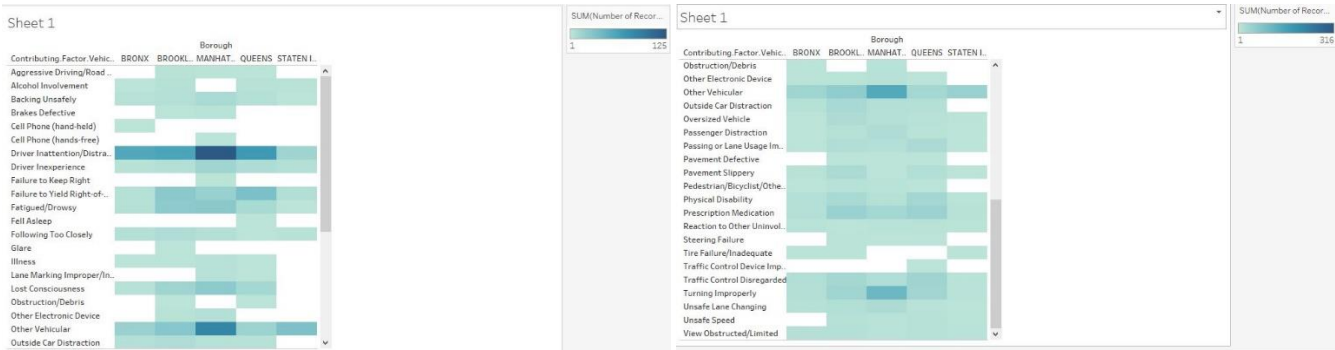 Sheet 1
SUM(Number of Recor...
1 125
Borough
Contributing.Factor.Vehic.. BRONX BROOKL.. MANHAT.. QUEENS STATEN I..
Aggressive Driving/Road ..
Alcohol Involvement
Backing Unsafely
Brakes Defective
Cell Phone (hand-held)
Cell Phone (hands-free)
Driver Inattention/Distra..
Driver Inexperience
Failure to Keep Right
Failure to Yield Right-of-..
Fatigued/Drowsy
Fell Asleep
Following Too Closely
Glare
Illness
Lane Marking Improper/In..
Lost Consciousness
Obstruction/Debris
Other Electronic Device
Other Vehicular
Outside Car Distraction
Sheet 1
SUM(Number of Recor...
1 316
Borough
Contributing.Factor.Vehic.. BRONX BROOKL.. MANHAT.. QUEENS STATEN I..
Obstruction/Debris
Other Electronic Device
Other Vehicular
Outside Car Distraction
Oversized Vehicle
Passenger Distraction
Passing or Lane Usage Im..
Pavement Defective
Pavement Slippery
Pedestrian/Bicyclist/Othe..
Physical Disability
Prescription Medication
Reaction to Other Uninvol..
Steering Failure
Tire Failure/Inadequate
Traffic Control Device Imp..
Traffic Control Disregarded
Turning Improperly
Unsafe Lane Changing
Unsafe Speed
View Obstructed/Limited